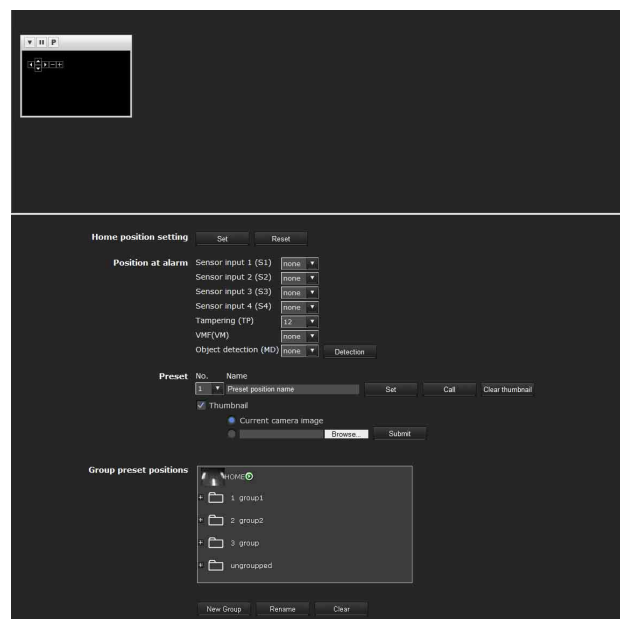 P
Home position setting Set Reset
Position at alarm Sensor input 1 (S1) none
Sensor input 2 (S2) none
Sensor input 3 (S3) none
Sensor input 4 (S4) none
Tampering (TP) 12
VMF(VM) none
Object detection (MD) none Detection
Preset No. Name
1 Preset position name Set Call Clear thumbnail
Thumbnail
Current camera image
Browse... Submit
Group preset positions HOME
+ 1 group1
+ 2 group2
+ 3 group
+ ungroupped
New Group Rename Clear